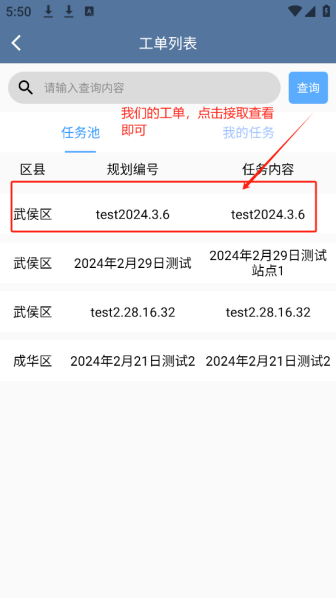 5:50
工单列表
请输入查询内容
查询
我们的工单，点击接取查看
即可
任务池
我的任务
区县 规划编号 任务内容
武侯区 test2024.3.6 test2024.3.6
武侯区 2024年2月29日测试 2024年2月29日测试
站点1
武侯区 test2.28.16.32 test2.28.16.32
成华区 2024年2月21日测试2 2024年2月21日测试2